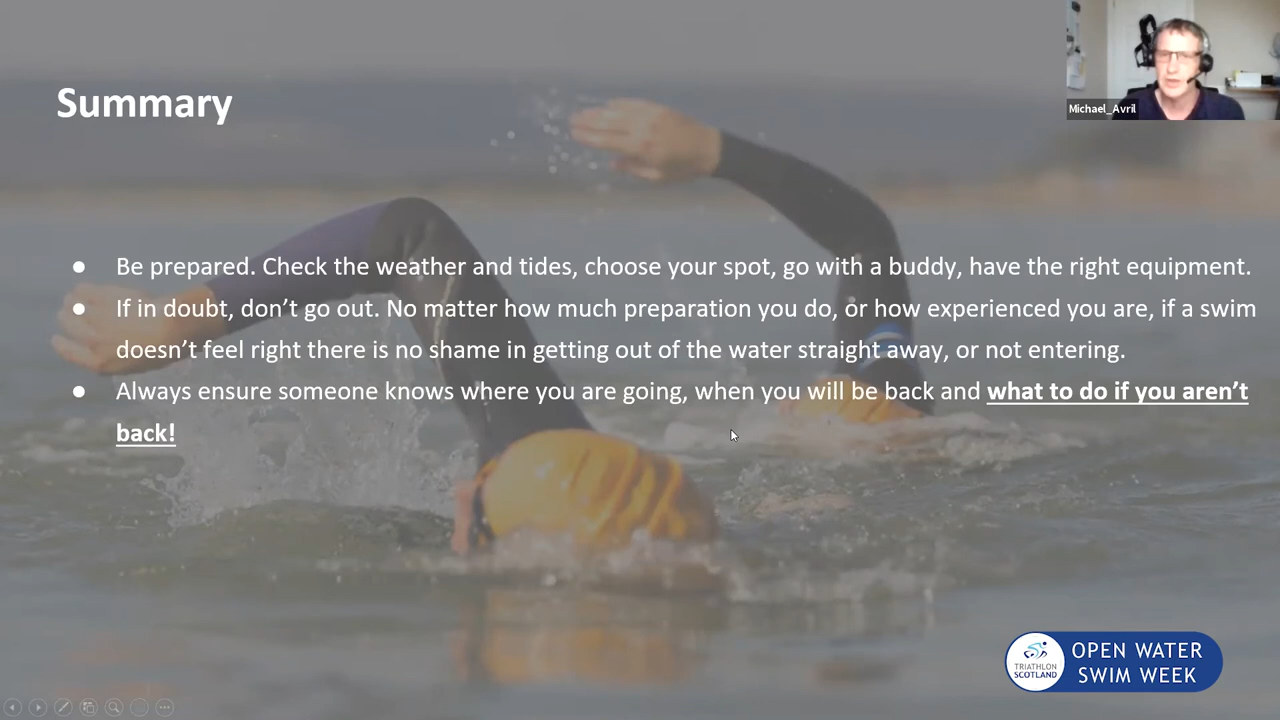 Summary
Michael_Avril
● Be prepared. Check the weather and tides, choose your spot, go with a buddy, have the right equipment.
● If in doubt, don’t go out. No matter how much preparation you do, or how experienced you are, if a swim
doesn’t feel right there is no shame in getting out of the water straight away, or not entering.
● Always ensure someone knows where you are going, when you will be back and what to do if you aren’t
back!
TRIATHLON
SCOTLAND
OPEN WATER
SWIM WEEK